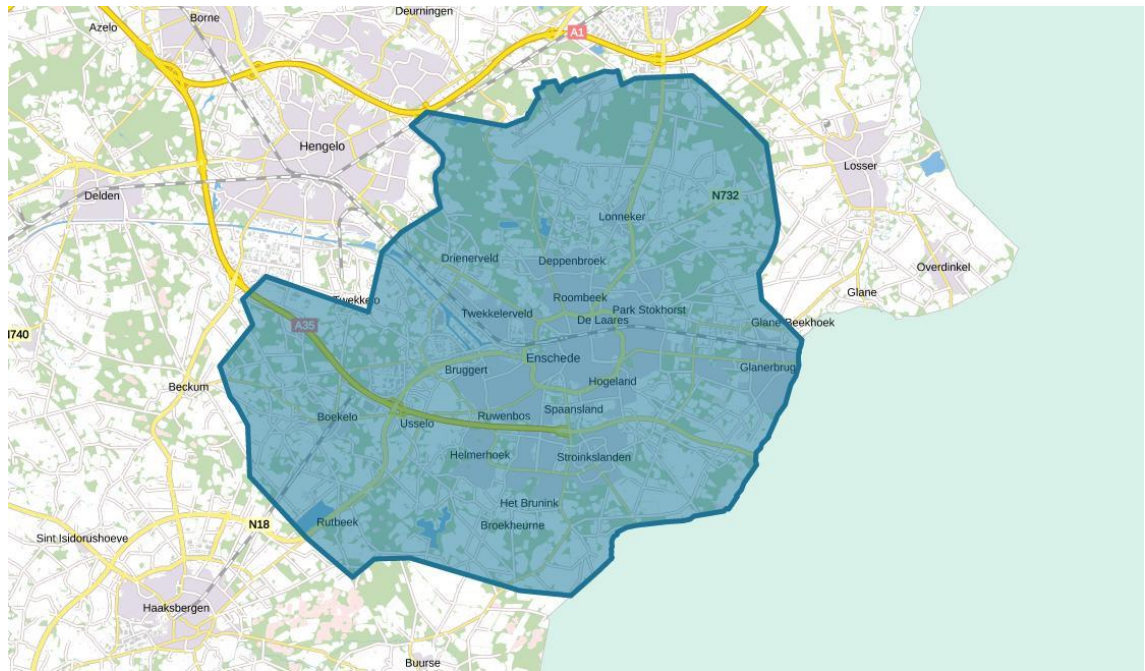 Deurningen
Borne
Azelo
A1
Hengelo
Losser
Delden
N732
Lonneker
Drienerveld
Deppenbroek
Overdinkel
Glane
Twekkelo
Roombeek
Park Stokhorst
Twekkelerveld
De Laares
Glane-Beekhoek
A35
N740
Enschede
Glanerbrug
Bruggert
Hogeland
Beckum
Spaansland
Boekelo
Ruwenbos
Usselo
Helmerhoek
Stroinkslanden
Het Brunink
Rutbeek
Broekheurne
N18
Sint Isidorushoeve
Haaksbergen
Buurse